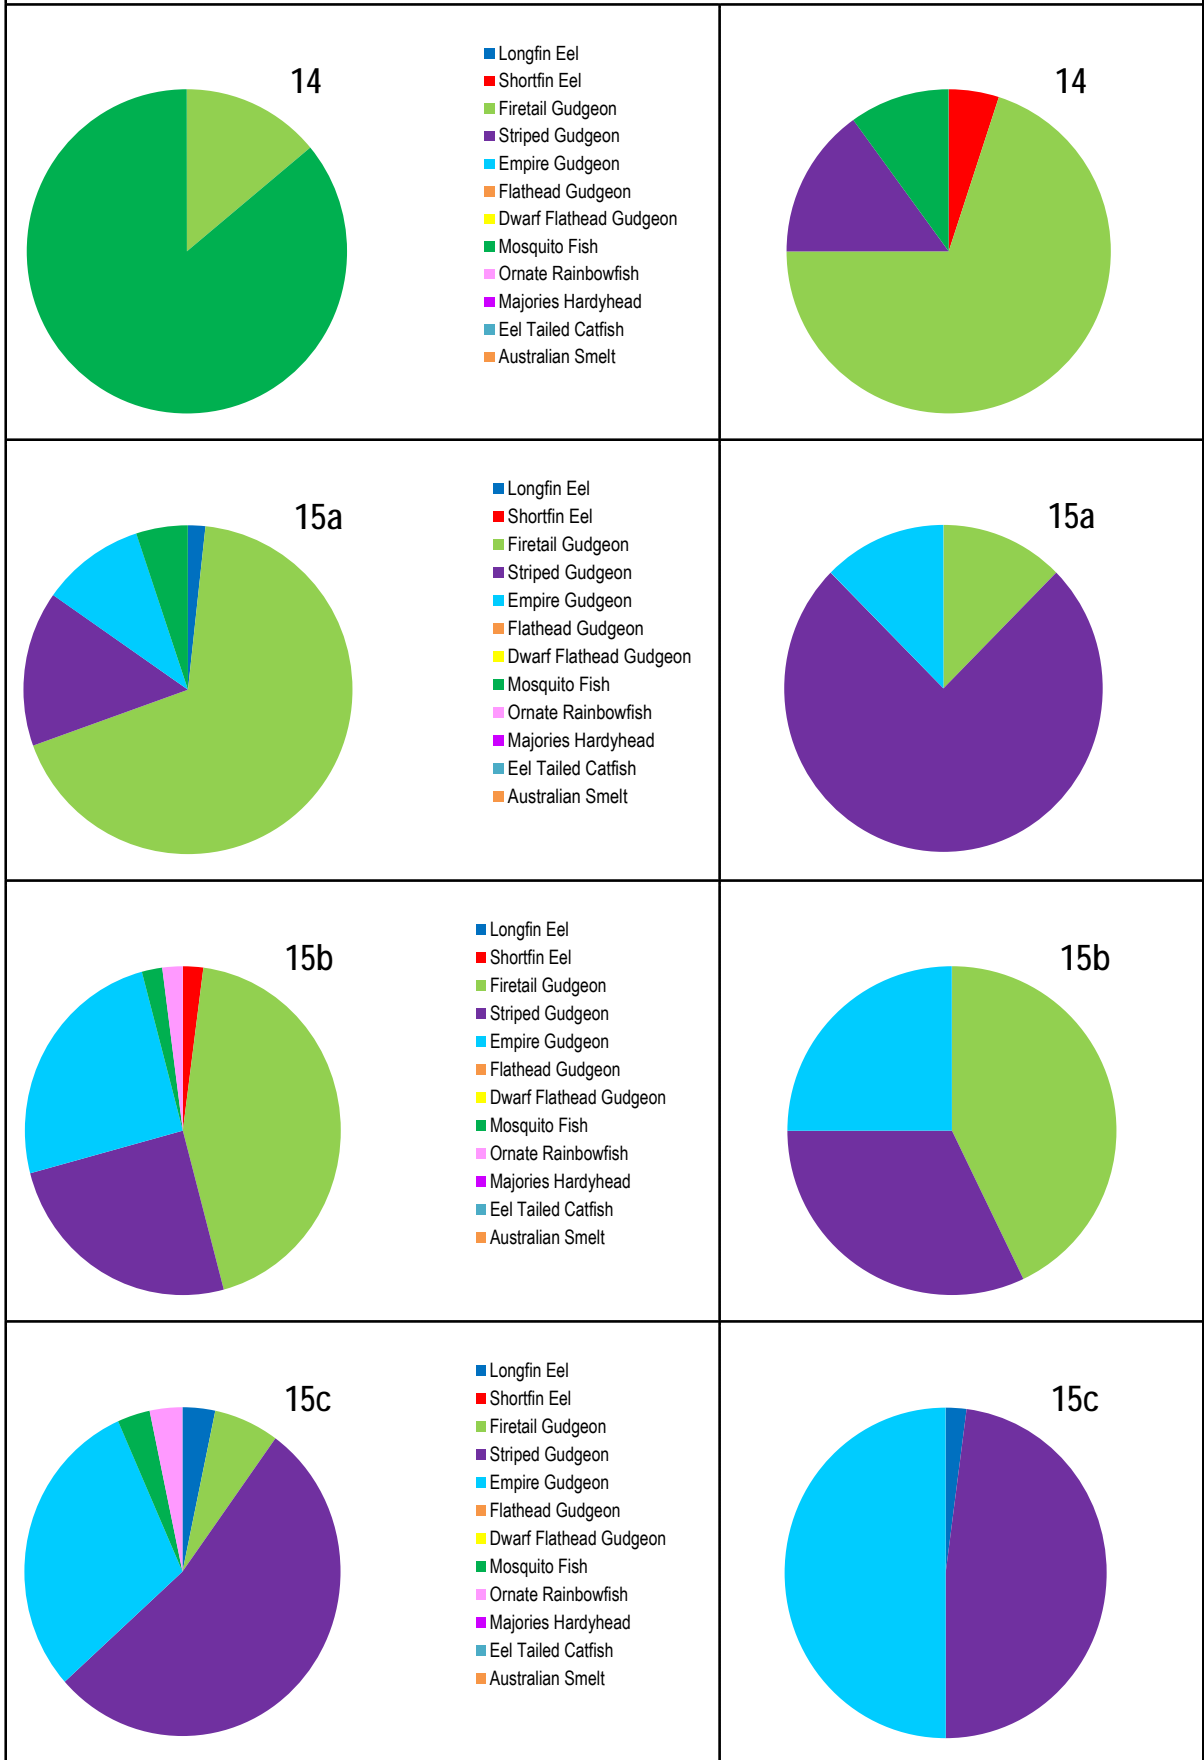 14
Longfin Eel
Shortfin Eel
Firetail Gudgeon
Striped Gudgeon
Empire Gudgeon
Flathead Gudgeon
Dwarf Flathead Gudgeon
Mosquito Fish
Ornate Rainbowfish
Majories Hardyhead
Eel Tailed Catfish
Australian Smelt
14
15a
Longfin Eel
Shortfin Eel
Firetail Gudgeon
Striped Gudgeon
Empire Gudgeon
Flathead Gudgeon
Dwarf Flathead Gudgeon
Mosquito Fish
Ornate Rainbowfish
Majories Hardyhead
Eel Tailed Catfish
Australian Smelt
15a
15b
Longfin Eel
Shortfin Eel
Firetail Gudgeon
Striped Gudgeon
Empire Gudgeon
Flathead Gudgeon
Dwarf Flathead Gudgeon
Mosquito Fish
Ornate Rainbowfish
Majories Hardyhead
Eel Tailed Catfish
Australian Smelt
15b
15c
Longfin Eel
Shortfin Eel
Firetail Gudgeon
Striped Gudgeon
Empire Gudgeon
Flathead Gudgeon
Dwarf Flathead Gudgeon
Mosquito Fish
Ornate Rainbowfish
Majories Hardyhead
Eel Tailed Catfish
Australian Smelt
15c